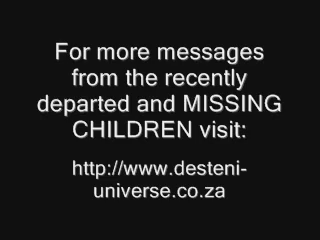 For more messages
from the recently
departed and MISSING
CHILDREN visit:
http://www.desteni-
universe.co.za